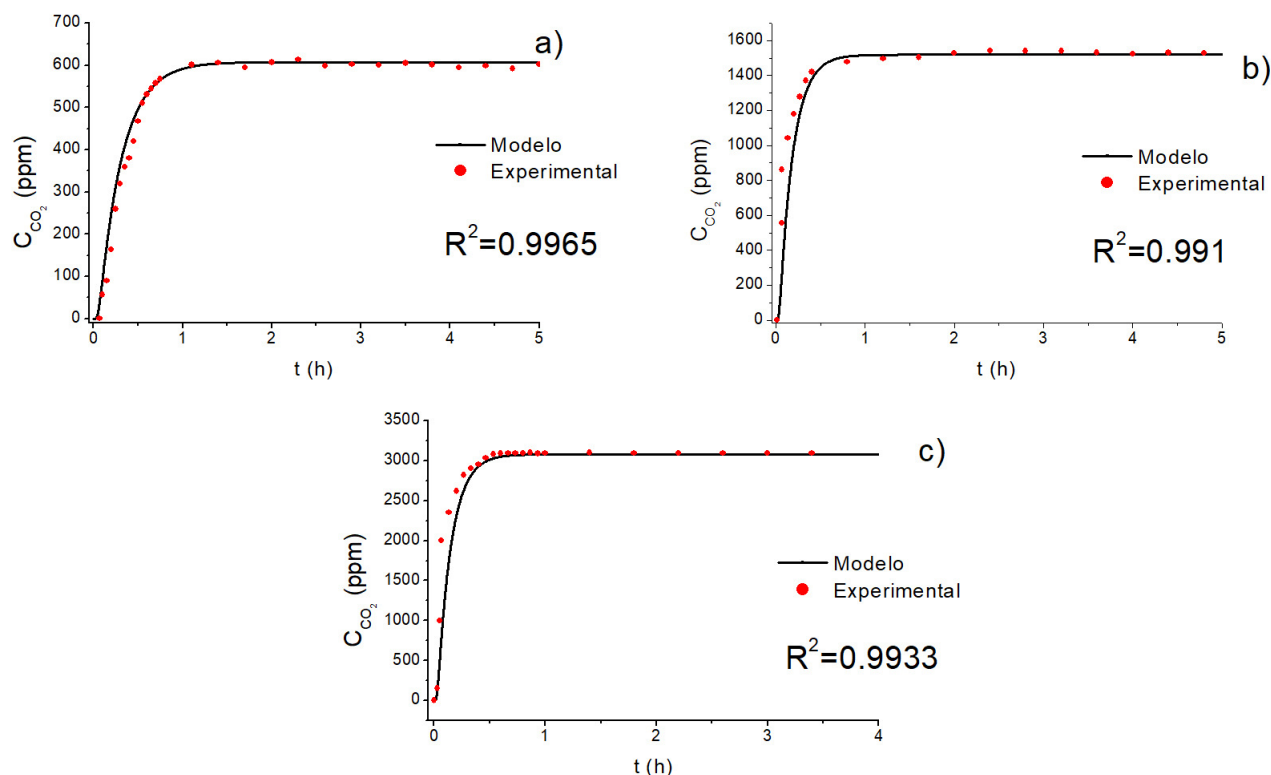 a)
700
600
500
400
300
200
100
0
C_CO₂ (ppm)
Modelo
Experimental
R²=0.9965
0 1 2 3 4 5
t (h)
b)
1600
1400
1200
1000
800
600
400
200
0
C_CO₂ (ppm)
Modelo
Experimental
R²=0.991
0 1 2 3 4 5
t (h)
c)
3500
3000
2500
2000
1500
1000
500
0
C_CO₂ (ppm)
Modelo
Experimental
R²=0.9933
0 1 2 3 4
t (h)